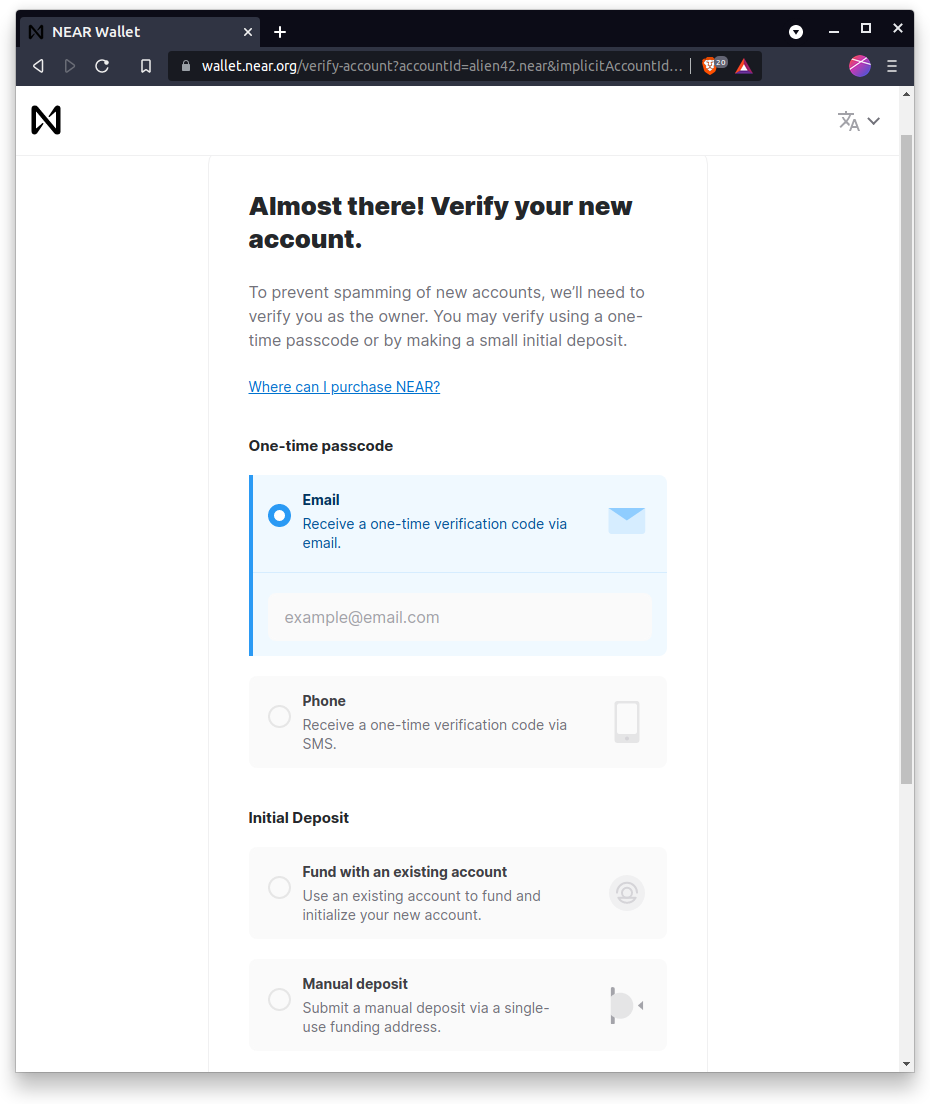 NEAR Wallet
wallet.near.org/verify-account?accountId=alien42.near&implicitAccountId…
20
Almost there! Verify your new
account.
To prevent spamming of new accounts, we’ll need to
verify you as the owner. You may verify using a one-
time passcode or by making a small initial deposit.
Where can I purchase NEAR?
One-time passcode
Email
Receive a one-time verification code via
email.
example@email.com
Phone
Receive a one-time verification code via
SMS.
Initial Deposit
Fund with an existing account
Use an existing account to fund and
initialize your new account.
Manual deposit
Submit a manual deposit via a single-
use funding address.